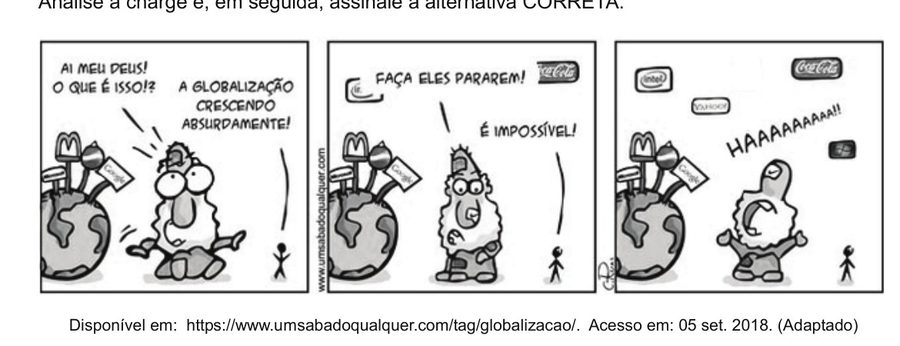 Analise a charge e, em seguida, assinale a alternativa CORRETA.
AI MEU DEUS!
O QUE É ISSO!?
A GLOBALIZAÇÃO
CRESCENDO
ABSURDAMENTE!
Google
www.umsabadoqualquer.com
FAÇA ELES PARAREM!
Coca-Cola
É IMPOSSÍVEL!
Google
intel
Coca-Cola
YAHOO!
HAAAAAAAAA!!
Google
Disponível em: https://www.umsabadoqualquer.com/tag/globalizacao/. Acesso em: 05 set. 2018. (Adaptado)